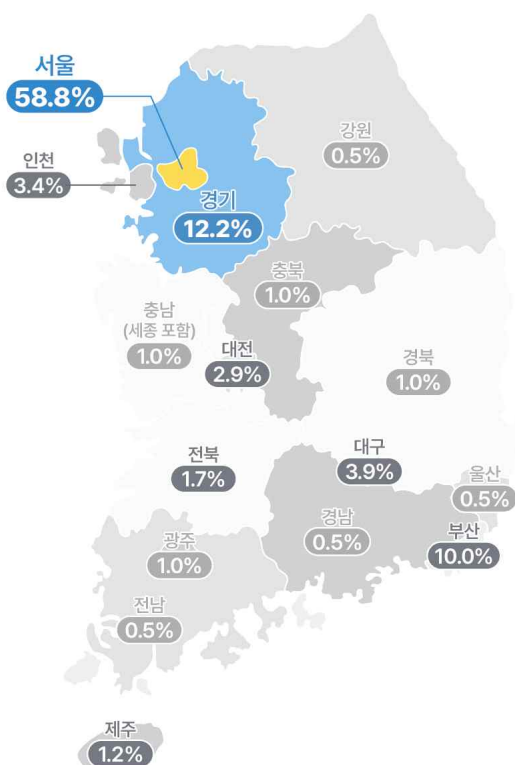 서울
58.8%
강원
0.5%
인천
3.4%
경기
12.2%
충북
1.0%
충남
(세종 포함)
1.0%
대전
2.9%
경북
1.0%
전북
1.7%
대구
3.9%
울산
0.5%
경남
0.5%
부산
10.0%
광주
1.0%
전남
0.5%
제주
1.2%